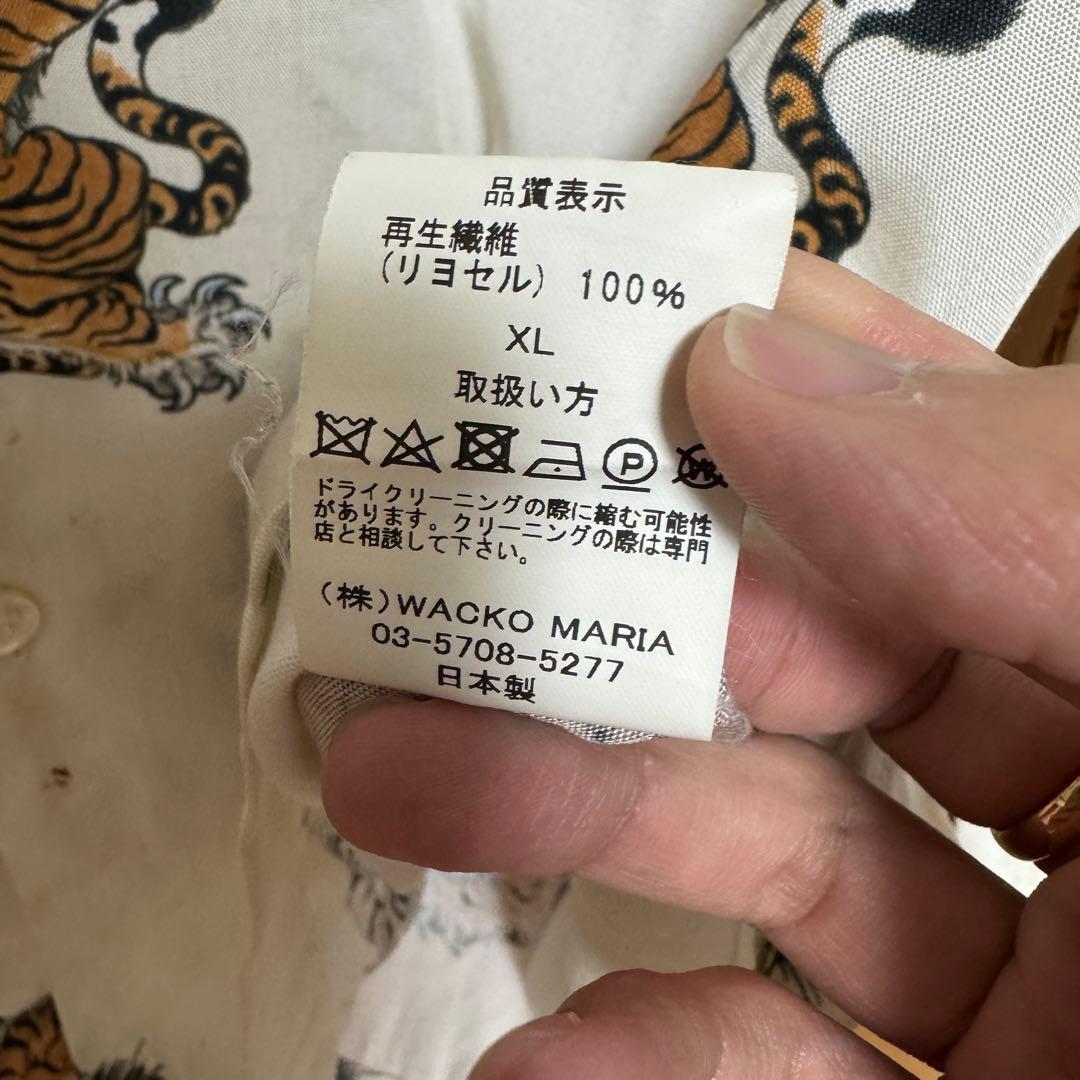 品質表示
再生繊維
(リヨセル) 100%
XL
取扱い方
P
ドライクリーニングの際に縮む可能性
があります。クリーニングの際は専門
店と相談して下さい。
(株)WACKO MARIA
03-5708-5277
日本製